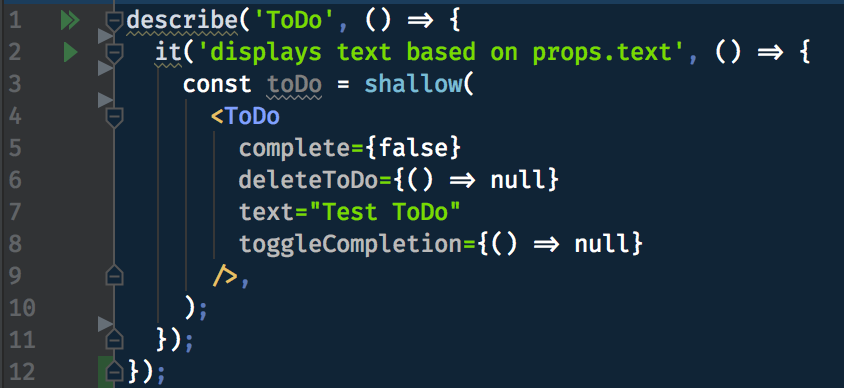 1 describe('ToDo', () => {
2 it('displays text based on props.text', () => {
3 const toDo = shallow(
4 <ToDo
5 complete={false}
6 deleteToDo={() => null}
7 text="Test ToDo"
8 toggleCompletion={() => null}
9 />,
10 );
11 });
12 });